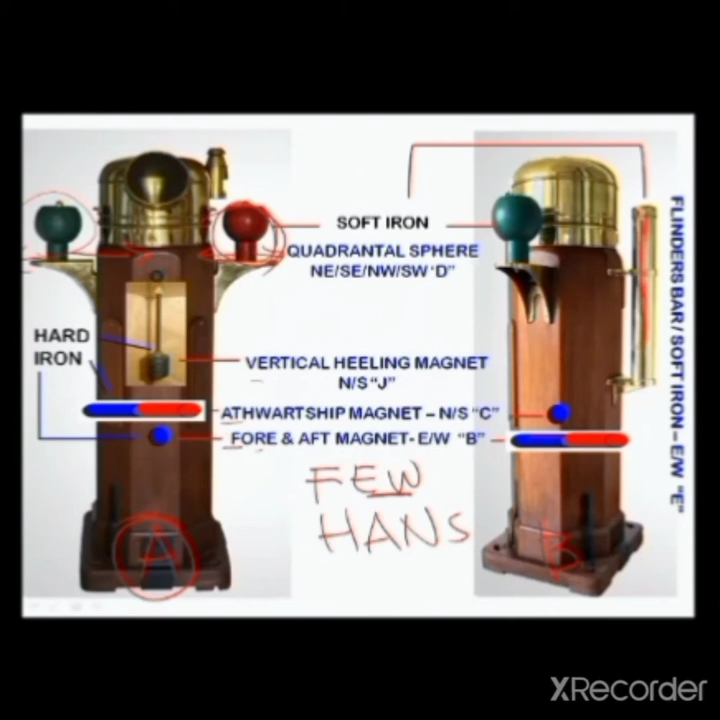 SOFT IRON
QUADRANTAL SPHERE
NE/SE/NW/SW 'D"
HARD
IRON
VERTICAL HEELING MAGNET
N/S "J"
ATHWARTSHIP MAGNET – N/S "C"
FORE & AFT MAGNET- E/W "B"
FEW
HANS
A
B
FLINDERS BAR / SOFT IRON – E/W "E"
XRecorder